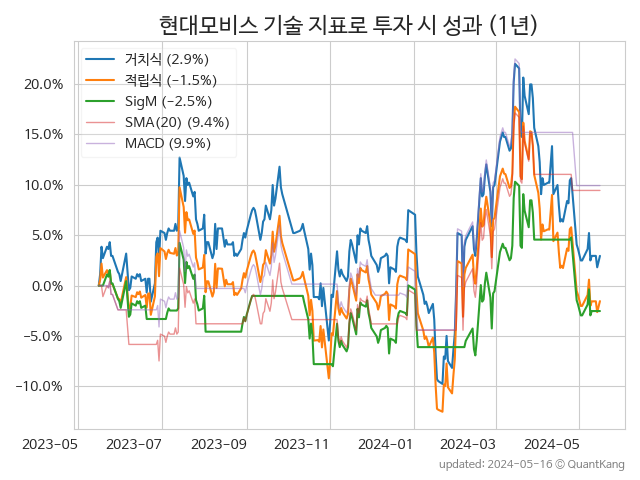 현대모비스 기술 지표로 투자 시 성과 (1년)
거치식 (2.9%)
적립식 (−1.5%)
SigM (−2.5%)
SMA(20) (9.4%)
MACD (9.9%)
20.0%
15.0%
10.0%
5.0%
0.0%
−5.0%
−10.0%
2023−05 2023−07 2023−09 2023−11 2024−01 2024−03 2024−05
updated: 2024-05-16 ⓒ QuantKang